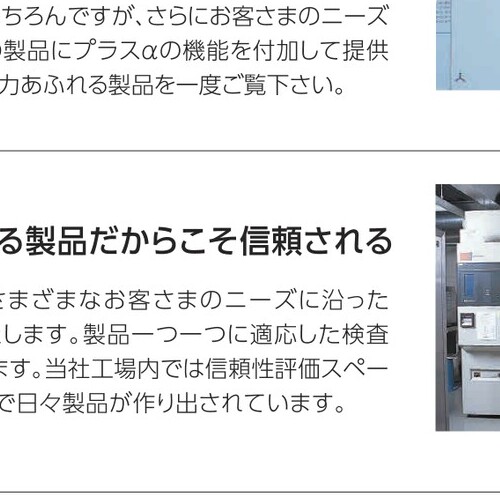 ちろんですが、さらにお客さまのニーズ
製品にプラスαの機能を付加して提供
力あふれる製品を一度ご覧下さい。
る製品だからこそ信頼される
さまざまなお客さまのニーズに沿った
します。製品一つ一つに適応した検査
ます。当社工場内では信頼性評価スペー
で日々製品が作り出されています。